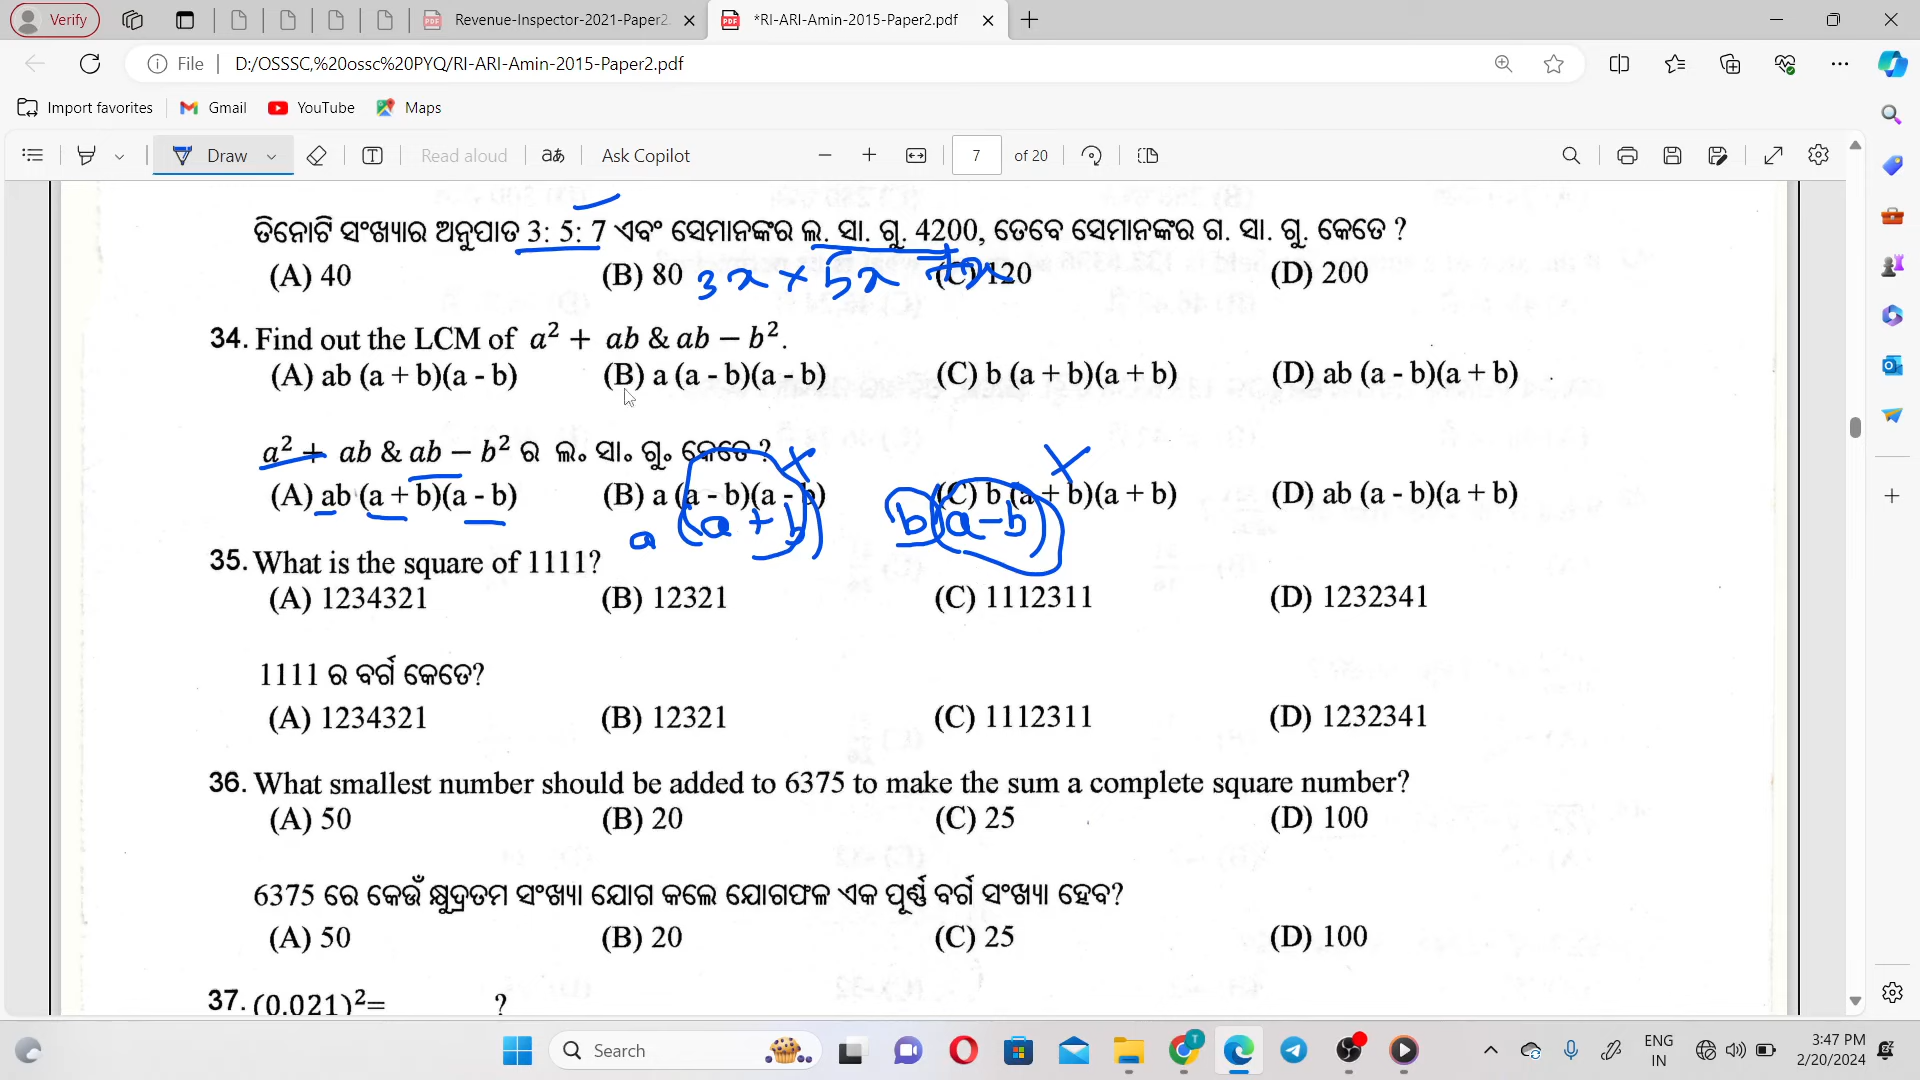 Verify
Revenue-Inspector-2021-Paper2.
*RI-ARI-Amin-2015-Paper2.pdf
File
D:/OSSSC,%20ossc%20PYQ/RI-ARI-Amin-2015-Paper2.pdf
Import favorites
Gmail
YouTube
Maps
Draw
Read aloud
Ask Copilot
7
of 20
ତିନୋଟି ସଂଖ୍ୟାର ଅନୁପାତ 3: 5: 7 ଏବଂ ସେମାନଙ୍କର ଲ. ସା. ଗୁ. 4200, ତେବେ ସେମାନଙ୍କର ଗ. ସା. ଗୁ. କେତେ ?
(A) 40 (B) 80 (C) 120 (D) 200
3x × 5x 7x
34. Find out the LCM of a² + ab & ab − b².
(A) ab (a + b)(a - b) (B) a (a - b)(a - b) (C) b (a + b)(a + b) (D) ab (a - b)(a + b)
a² + ab & ab − b² ର ଲ. ସା. ଗୁ. କେତେ ?
(A) ab (a + b)(a - b) (B) a (a - b)(a - b) (C) b (a + b)(a + b) (D) ab (a - b)(a + b)
a (a + b) b (a − b)
35. What is the square of 1111?
(A) 1234321 (B) 12321 (C) 1112311 (D) 1232341
1111 ର ବର୍ଗ କେତେ?
(A) 1234321 (B) 12321 (C) 1112311 (D) 1232341
36. What smallest number should be added to 6375 to make the sum a complete square number?
(A) 50 (B) 20 (C) 25 (D) 100
6375 ରେ କେଉଁ କ୍ଷୁଦ୍ରତମ ସଂଖ୍ୟା ଯୋଗ କଲେ ଯୋଗଫଳ ଏକ ପୂର୍ଣ୍ଣ ବର୍ଗ ସଂଖ୍ୟା ହେବ?
(A) 50 (B) 20 (C) 25 (D) 100
37. (0.021)²= ?
Search
ENG
IN
3:47 PM
2/20/2024